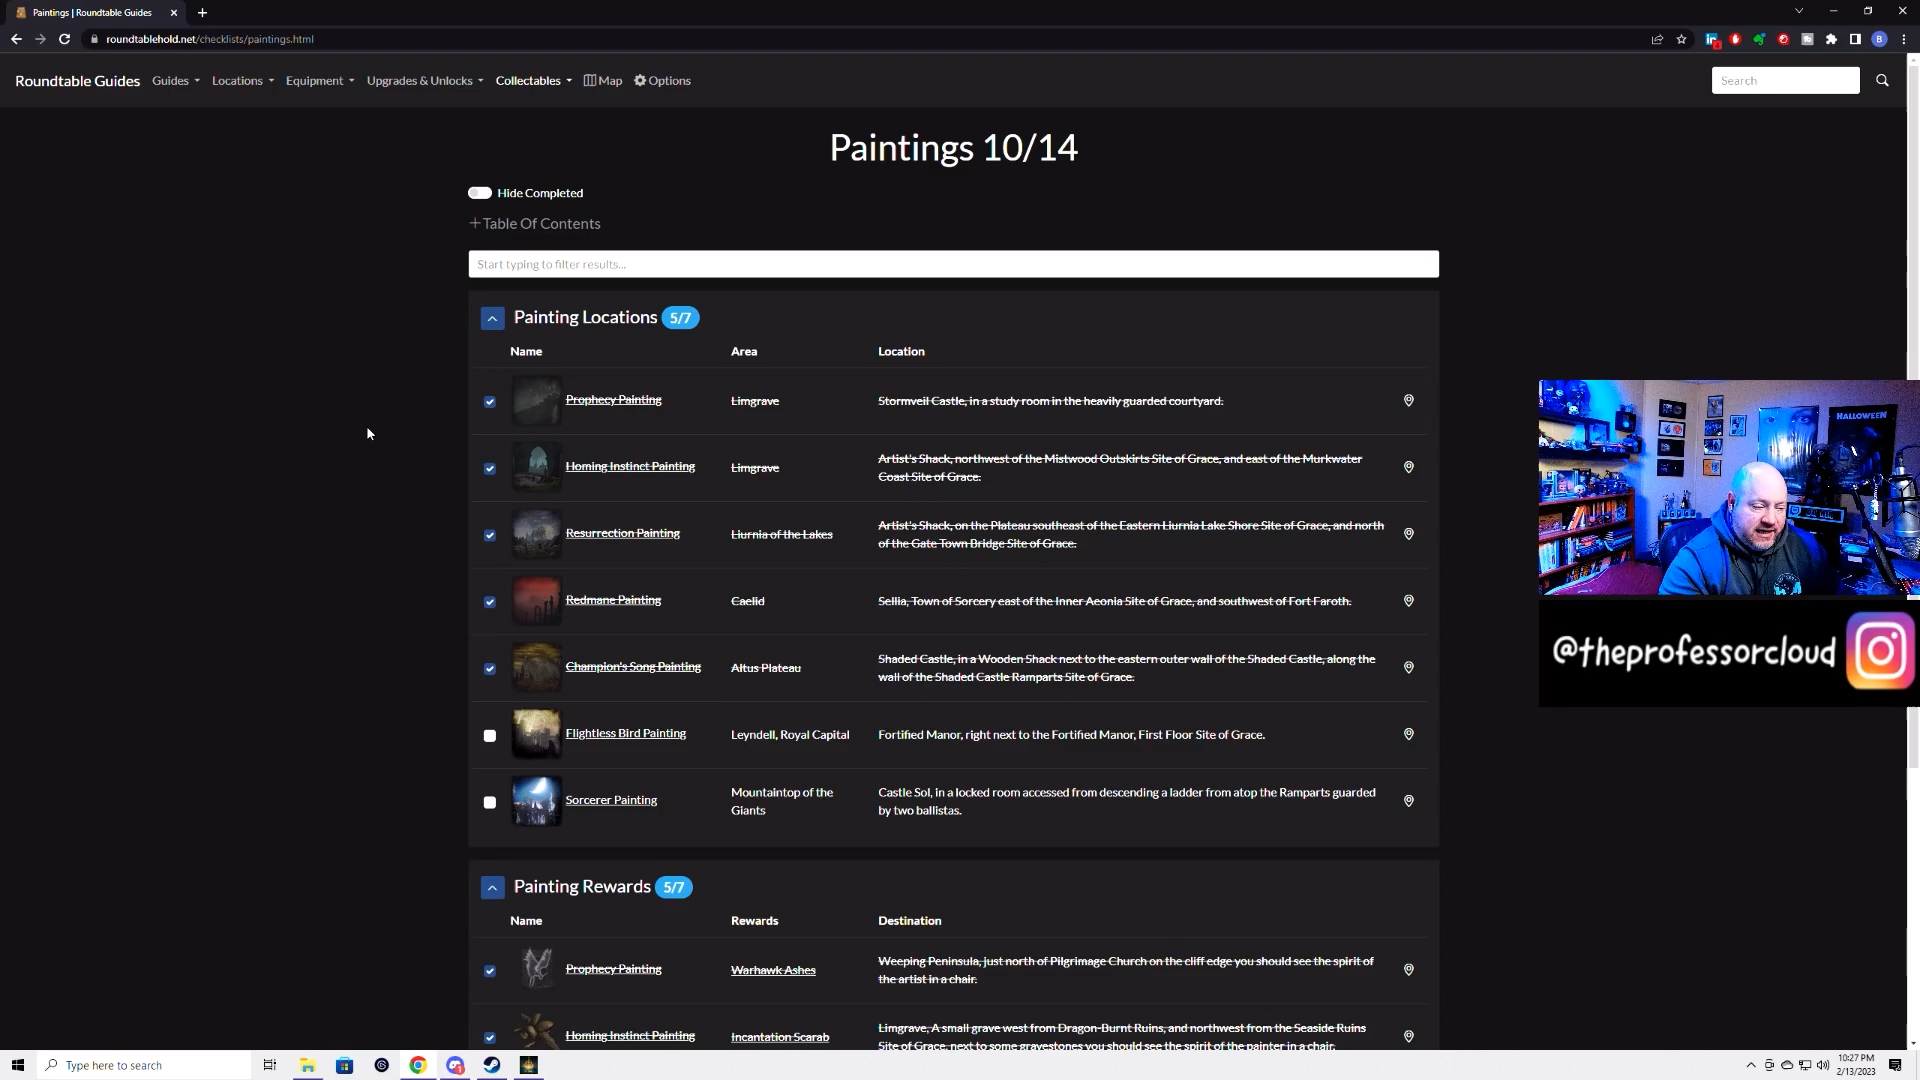 Paintings | Roundtable Guides
roundtablehold.net/checklists/paintings.html
Roundtable Guides Guides Locations Equipment Upgrades & Unlocks Collectables Map Options Search
Paintings 10/14
Hide Completed
+Table Of Contents
Start typing to filter results...
Painting Locations 5/7
Name Area Location
Prophecy Painting Limgrave Stormveil Castle, in a study room in the heavily guarded courtyard.
Homing Instinct Painting Limgrave Artist's Shack, northwest of the Mistwood Outskirts Site of Grace, and east of the Murkwater
Coast Site of Grace.
Resurrection Painting Liurnia of the Lakes Artist's Shack, on the Plateau southeast of the Eastern Liurnia Lake Shore Site of Grace, and north
of the Gate Town Bridge Site of Grace.
Redmane Painting Caelid Sellia, Town of Sorcery east of the Inner Aeonia Site of Grace, and southwest of Fort Faroth.
Champion's Song Painting Altus Plateau Shaded Castle, in a Wooden Shack next to the eastern outer wall of the Shaded Castle, along the
wall of the Shaded Castle Ramparts Site of Grace.
Flightless Bird Painting Leyndell, Royal Capital Fortified Manor, right next to the Fortified Manor, First Floor Site of Grace.
Sorcerer Painting Mountaintop of the
Giants Castle Sol, in a locked room accessed from descending a ladder from atop the Ramparts guarded
by two ballistas.
Painting Rewards 5/7
Name Rewards Destination
Prophecy Painting Warhawk Ashes Weeping Peninsula, just north of Pilgrimage Church on the cliff edge you should see the spirit of
the artist in a chair.
Homing Instinct Painting Incantation Scarab Limgrave, A small grave west from Dragon-Burnt Ruins, and northwest from the Seaside Ruins
Site of Grace, next to some gravestones you should see the spirit of the painter in a chair.
HALLOWEEN
@theprofessorcloud
Type here to search
10:27 PM
2/13/2023